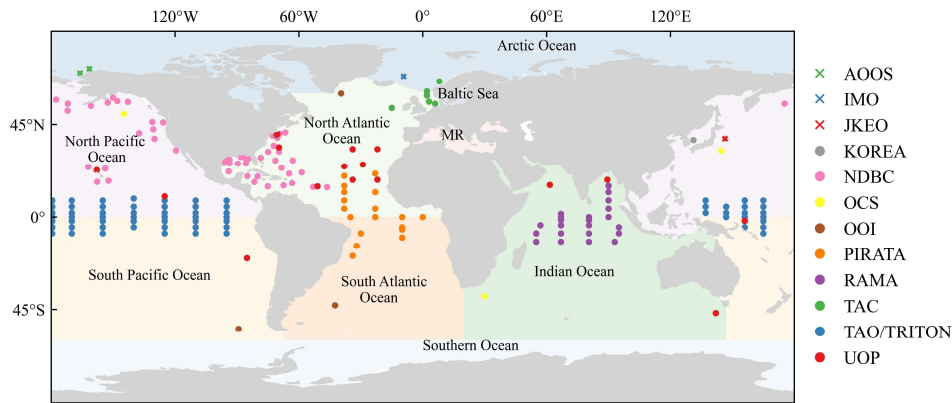 120°W 60°W 0° 60°E 120°E
Arctic Ocean
Baltic Sea
45°N
North Atlantic
Ocean
MR
North Pacific
Ocean
0°
South Pacific Ocean
South Atlantic
Ocean
Indian Ocean
45°S
Southern Ocean
AOOS
IMO
JKEO
KOREA
NDBC
OCS
OOI
PIRATA
RAMA
TAC
TAO/TRITON
UOP